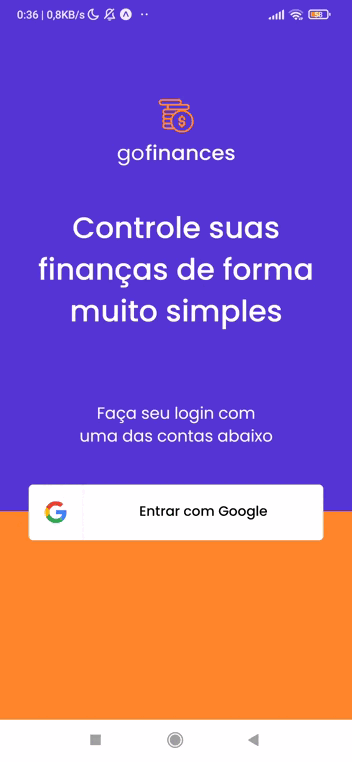 0:36 | 0,8KB/s
58
gofinances
Controle suas
finanças de forma
muito simples
Faça seu login com
uma das contas abaixo
Entrar com Google